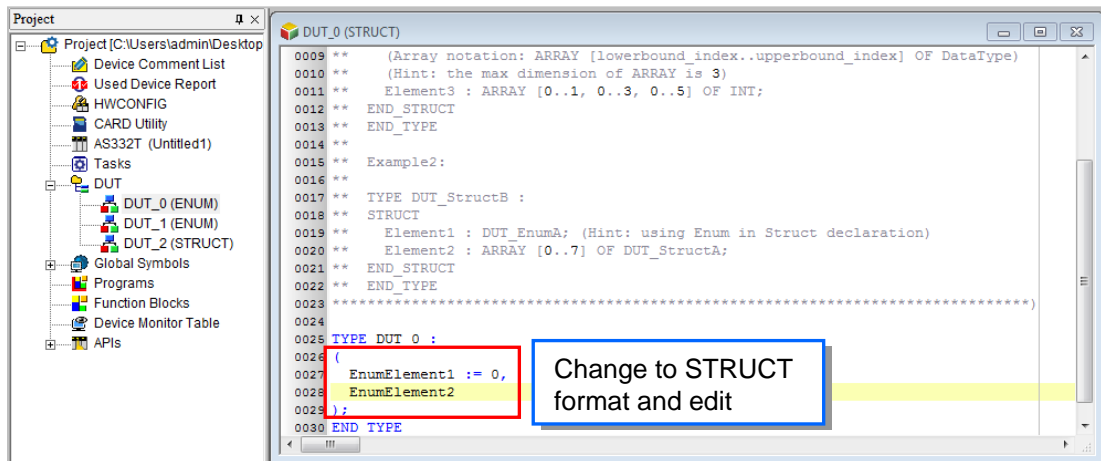 Project
Project [C:\Users\admin\Desktop
Device Comment List
Used Device Report
HWCONFIG
CARD Utility
AS332T (Untitled1)
Tasks
DUT
DUT_0 (ENUM)
DUT_1 (ENUM)
DUT_2 (STRUCT)
Global Symbols
Programs
Function Blocks
Device Monitor Table
APIs
DUT_0 (STRUCT)
0009 ** (Array notation: ARRAY [lowerbound_index..upperbound_index] OF DataType)
0010 ** (Hint: the max dimension of ARRAY is 3)
0011 ** Element3 : ARRAY [0..1, 0..3, 0..5] OF INT;
0012 ** END_STRUCT
0013 ** END_TYPE
0014 **
0015 ** Example2:
0016 **
0017 ** TYPE DUT_StructB :
0018 ** STRUCT
0019 ** Element1 : DUT_EnumA; (Hint: using Enum in Struct declaration)
0020 ** Element2 : ARRAY [0..7] OF DUT_StructA;
0021 ** END_STRUCT
0022 ** END_TYPE
0023 *******************************************************************************)
0024
0025 TYPE DUT_0 :
0026 (
0027 EnumElement1 := 0,
0028 EnumElement2
0029 );
0030 END_TYPE
Change to STRUCT
format and edit